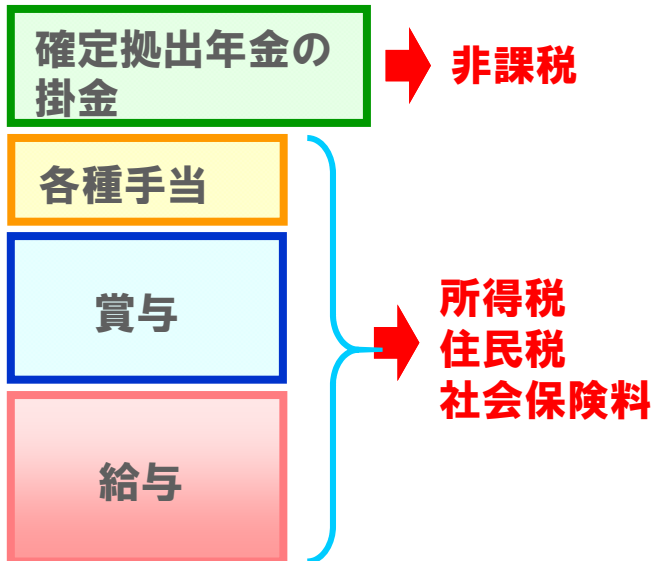 確定拠出年金の
掛金
非課税
各種手当
賞与
所得税
住民税
社会保険料
給与